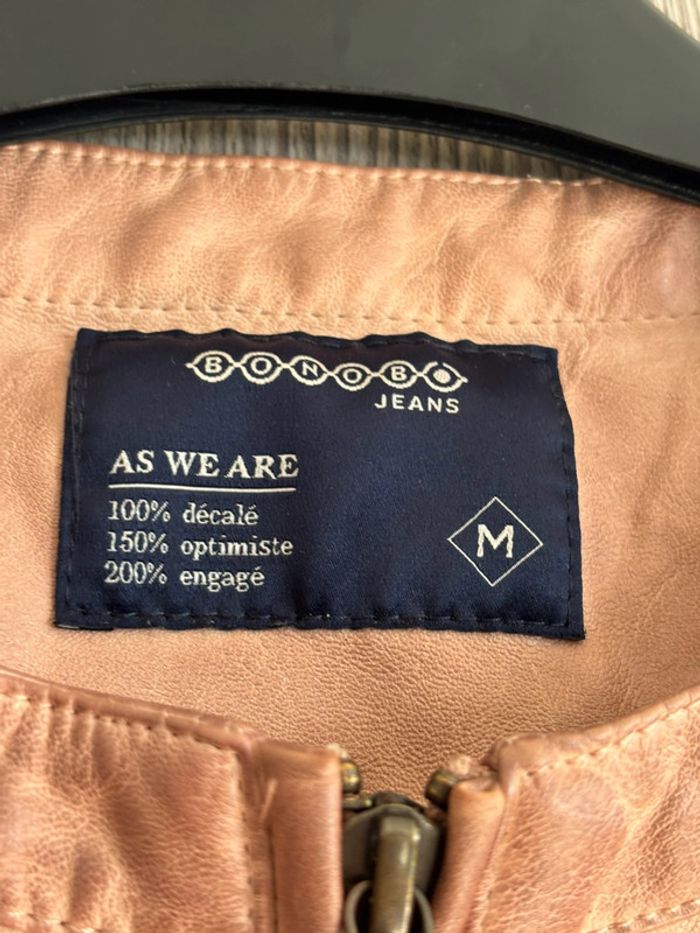 BONOBO
JEANS
AS WE ARE
100% décalé
150% optimiste
200% engagé
M